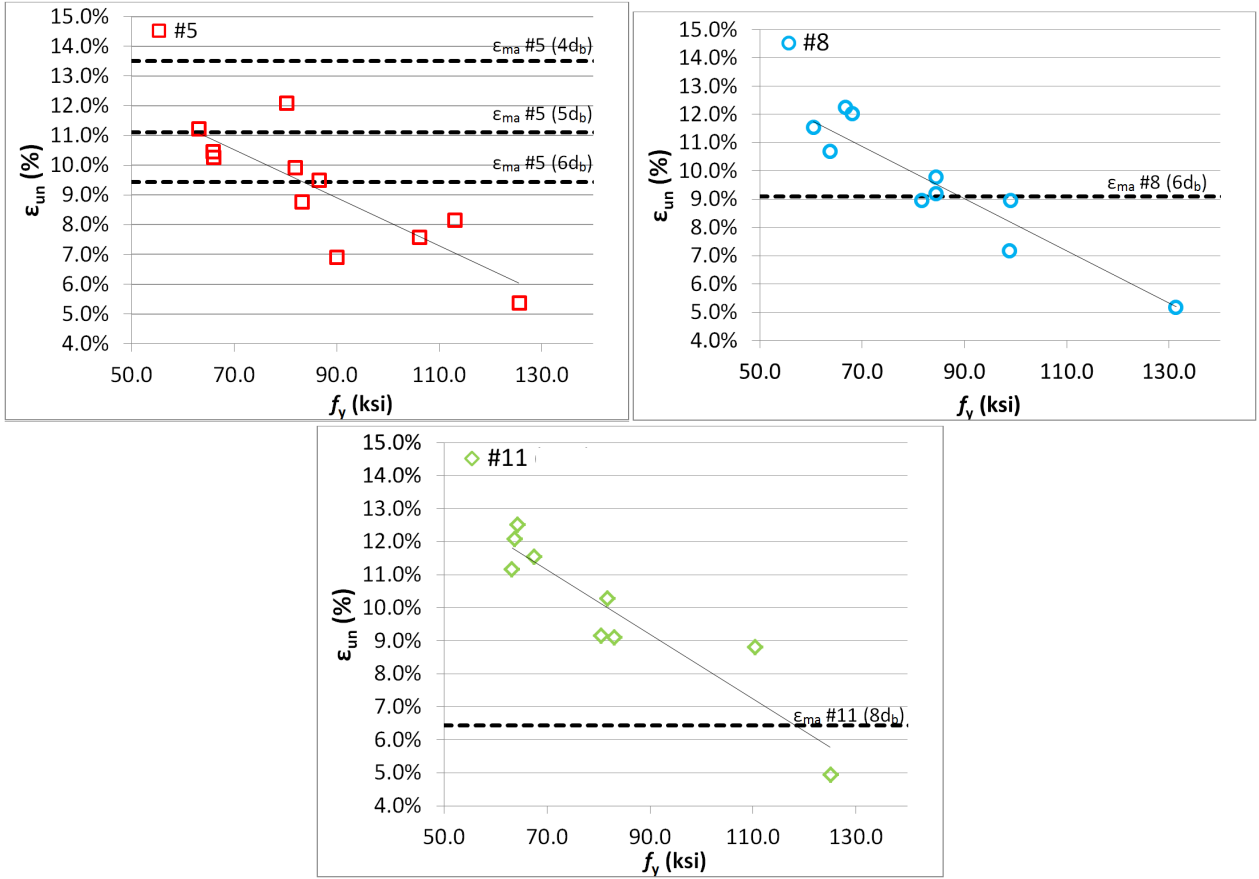 15.0%
14.0%
13.0%
12.0%
11.0%
10.0%
9.0%
8.0%
7.0%
6.0%
5.0%
4.0%
εun (%)
#5
εma #5 (4db)
εma #5 (5db)
εma #5 (6db)
50.0 70.0 90.0 110.0 130.0
fy (ksi)
15.0%
14.0%
13.0%
12.0%
11.0%
10.0%
9.0%
8.0%
7.0%
6.0%
5.0%
4.0%
εun (%)
#8
εma #8 (6db)
50.0 70.0 90.0 110.0 130.0
fy (ksi)
15.0%
14.0%
13.0%
12.0%
11.0%
10.0%
9.0%
8.0%
7.0%
6.0%
5.0%
4.0%
εun (%)
#11
εma #11 (8db)
50.0 70.0 90.0 110.0 130.0
fy (ksi)